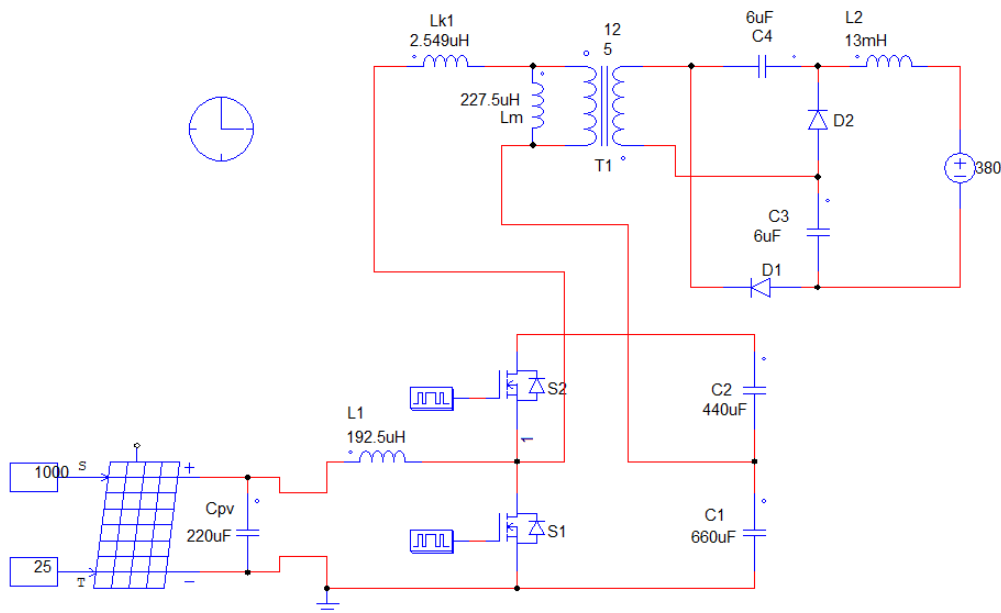 Lk1
2.549uH
12
5
6uF
C4
L2
13mH
227.5uH
Lm
T1
D2
380
C3
6uF
D1
S2
C2
440uF
1
L1
192.5uH
1000
S
+
Cpv
220uF
S1
C1
660uF
25
T
−